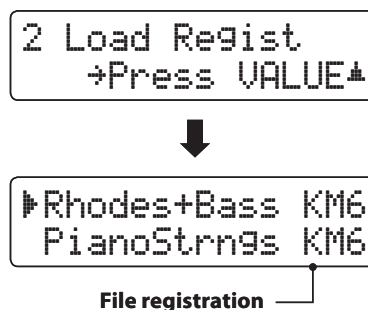 2 Load Regist
→Press VALUE▲
▶Rhodes+Bass KM6
PianoStrngs KM6
File registration